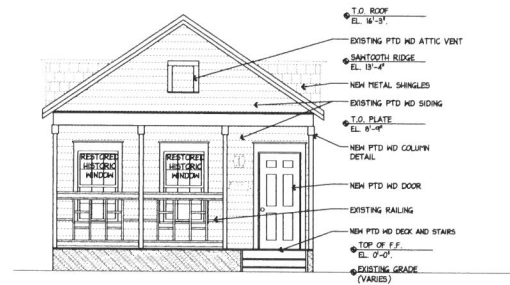 T.O. ROOF
EL. 16'-3".
EXISTING PTD WD ATTIC VENT
SAWTOOTH RIDGE
EL. 13'-4"
NEW METAL SHINGLES
EXISTING PTD WD SIDING
T.O. PLATE
EL. 8'-9"
NEW PTD WD COLUMN
DETAIL
RESTORED
HISTORIC
WINDOW
RESTORED
HISTORIC
WINDOW
NEW PTD WD DOOR
EXISTING RAILING
NEW PTD WD DECK AND STAIRS
TOP OF F.F.
EL. 0'-0".
EXISTING GRADE
(VARIES)